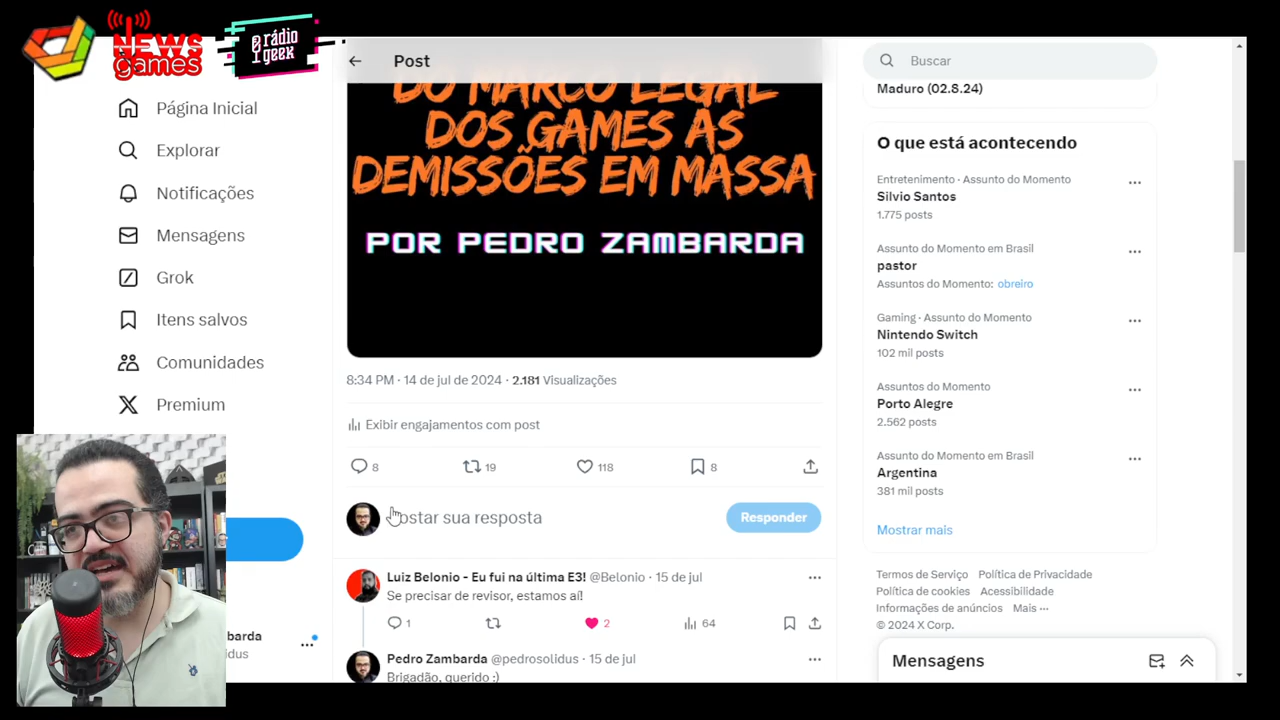 NEWS
games
rádio
geek
Post
Buscar
Página Inicial
Explorar
Notificações
Mensagens
Grok
Itens salvos
Comunidades
Premium
barda
idus
DO MARCO LEGAL
DOS GAMES ÀS
DEMISSÕES EM MASSA
POR PEDRO ZAMBARDA
8:34 PM · 14 de jul de 2024 · 2.181 Visualizações
Exibir engajamentos com post
8 19 118 8
ostar sua resposta
Responder
Luiz Belonio - Eu fui na última E3! @Belonio · 15 de jul
Se precisar de revisor, estamos aí!
1 2 64
Pedro Zambarda @pedrosolidus · 15 de jul
Brigadão, querido :)
Maduro (02.8.24)
O que está acontecendo
Entretenimento · Assunto do Momento
Silvio Santos
1.775 posts
Assunto do Momento em Brasil
pastor
Assuntos do Momento: obreiro
Gaming · Assunto do Momento
Nintendo Switch
102 mil posts
Assuntos do Momento
Porto Alegre
2.562 posts
Assunto do Momento em Brasil
Argentina
381 mil posts
Mostrar mais
Termos de Serviço Política de Privacidade
Política de cookies Acessibilidade
Informações de anúncios Mais ···
© 2024 X Corp.
Mensagens